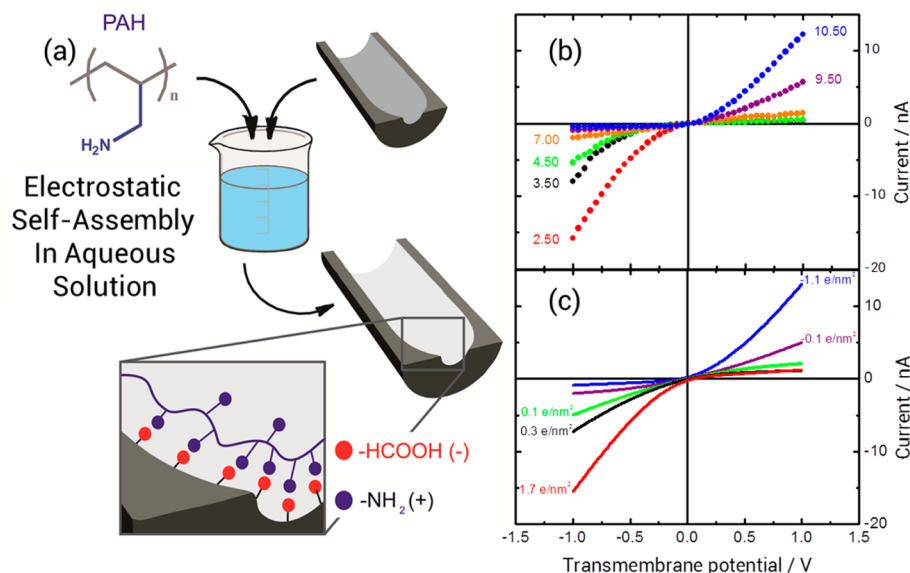 (a)
PAH
n
H₂N
Electrostatic
Self-Assembly
In Aqueous
Solution
-HCOOH (-)
-NH₂ (+)
(b)
10.50
9.50
7.00
4.50
3.50
2.50
10
0
-10
-20
Current / nA
(c)
-1.1 e/nm²
-0.1 e/nm²
0.1 e/nm²
0.3 e/nm²
1.7 e/nm²
10
0
-10
-20
Current / nA
-1.5 -1.0 -0.5 0.0 0.5 1.0 1.5
Transmembrane potential / V